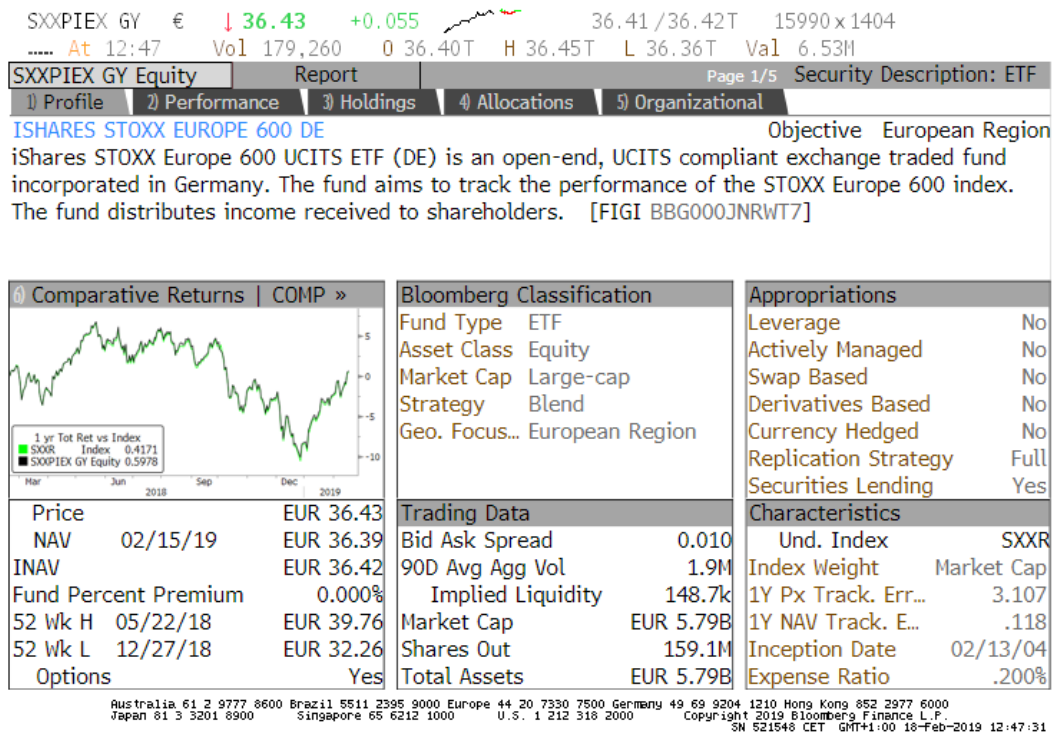 SXXPIEX GY € ↓ 36.43 +0.055 36.41/36.42T 15990x1404
..... At 12:47 Vol 179,260 O 36.40T H 36.45T L 36.36T Val 6.53M
SXXPIEX GY Equity Report Page 1/5 Security Description: ETF
1) Profile 2) Performance 3) Holdings 4) Allocations 5) Organizational
ISHARES STOXX EUROPE 600 DE Objective European Region
iShares STOXX Europe 600 UCITS ETF (DE) is an open-end, UCITS compliant exchange traded fund
incorporated in Germany. The fund aims to track the performance of the STOXX Europe 600 index.
The fund distributes income received to shareholders. [FIGI BBG000JNRWT7]
6) Comparative Returns | COMP »
5
0
-5
-10
1 yr Tot Ret vs Index
SXXR Index 0.4171
SXXPIEX GY Equity 0.5978
Mar Jun Sep Dec
2018 2019
Price EUR 36.43
NAV 02/15/19 EUR 36.39
INAV EUR 36.42
Fund Percent Premium 0.000%
52 Wk H 05/22/18 EUR 39.76
52 Wk L 12/27/18 EUR 32.26
Options Yes
Bloomberg Classification
Fund Type ETF
Asset Class Equity
Market Cap Large-cap
Strategy Blend
Geo. Focus… European Region
Trading Data
Bid Ask Spread 0.010
90D Avg Agg Vol 1.9M
Implied Liquidity 148.7k
Market Cap EUR 5.79B
Shares Out 159.1M
Total Assets EUR 5.79B
Appropriations
Leverage No
Actively Managed No
Swap Based No
Derivatives Based No
Currency Hedged No
Replication Strategy Full
Securities Lending Yes
Characteristics
Und. Index SXXR
Index Weight Market Cap
1Y Px Track. Err… 3.107
1Y NAV Track. E… .118
Inception Date 02/13/04
Expense Ratio .200%
Australia 61 2 9777 8600 Brazil 5511 2395 9000 Europe 44 20 7330 7500 Germany 49 69 9204 1210 Hong Kong 852 2977 6000
Japan 81 3 3201 8900 Singapore 65 6212 1000 U.S. 1 212 318 2000 Copyright 2019 Bloomberg Finance L.P.
SN 521548 CET GMT+1:00 18-Feb-2019 12:47:31